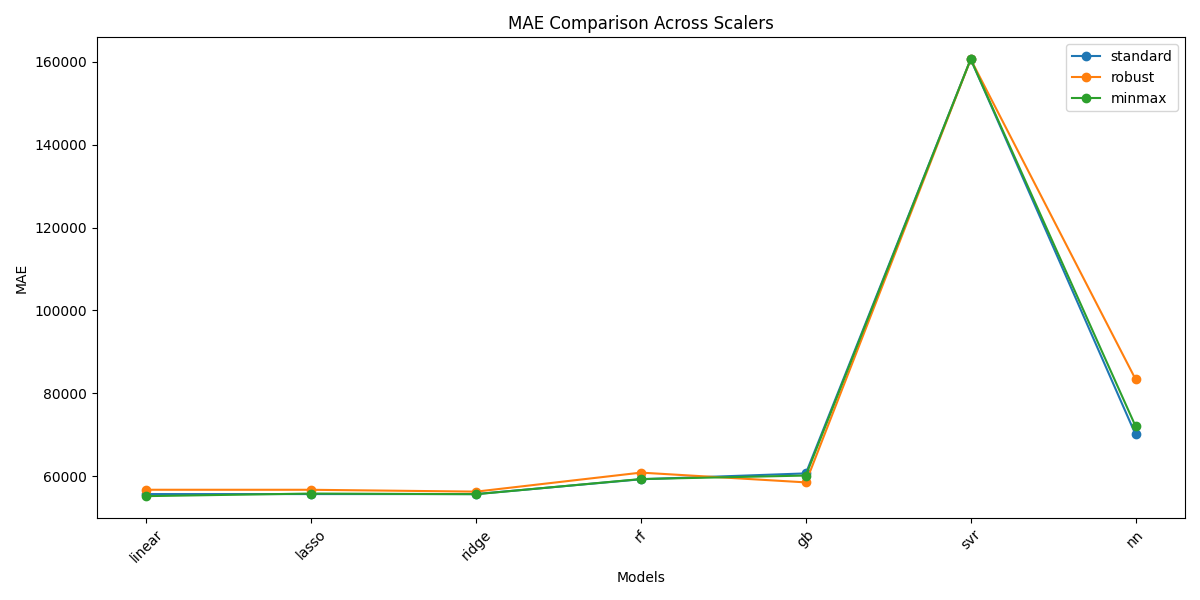 MAE Comparison Across Scalers
standard
robust
minmax
MAE
160000
140000
120000
100000
80000
60000
linear
lasso
ridge
rf
gb
svr
nn
Models